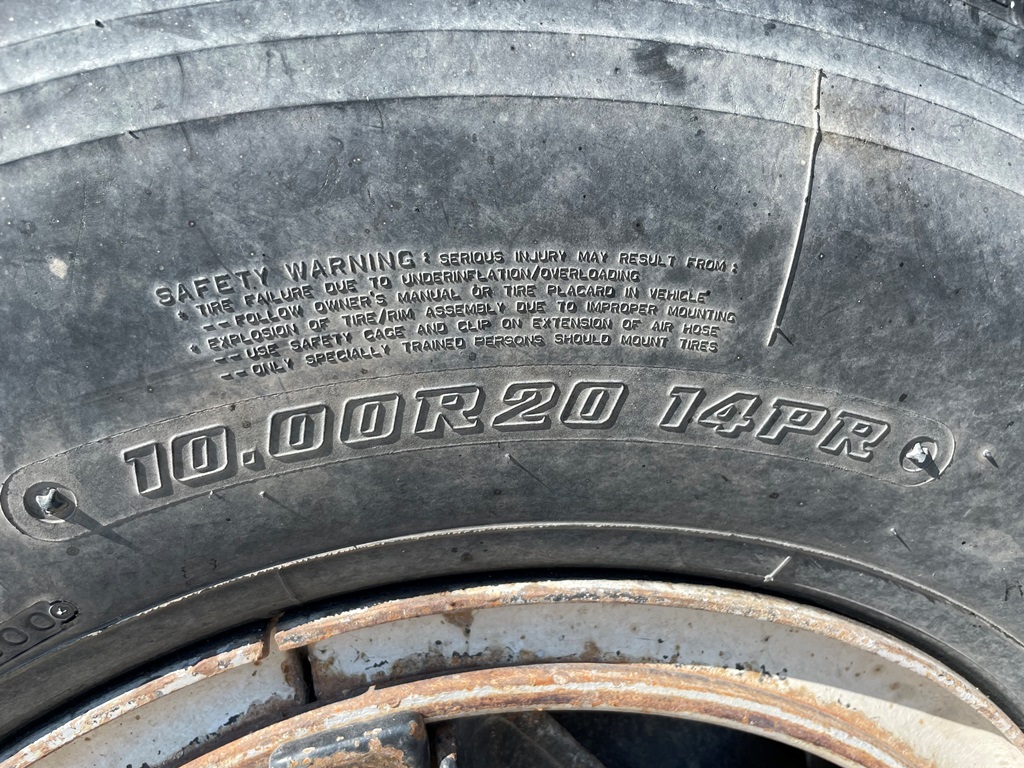 SAFETY WARNING : SERIOUS INJURY MAY RESULT FROM :
* TIRE FAILURE DUE TO UNDERINFLATION/OVERLOADING
-- FOLLOW OWNER'S MANUAL OR TIRE PLACARD IN VEHICLE
* EXPLOSION OF TIRE/RIM ASSEMBLY DUE TO IMPROPER MOUNTING
-- USE SAFETY CAGE AND CLIP ON EXTENSION OF AIR HOSE
-- ONLY SPECIALLY TRAINED PERSONS SHOULD MOUNT TIRES
10.00R20 14PR